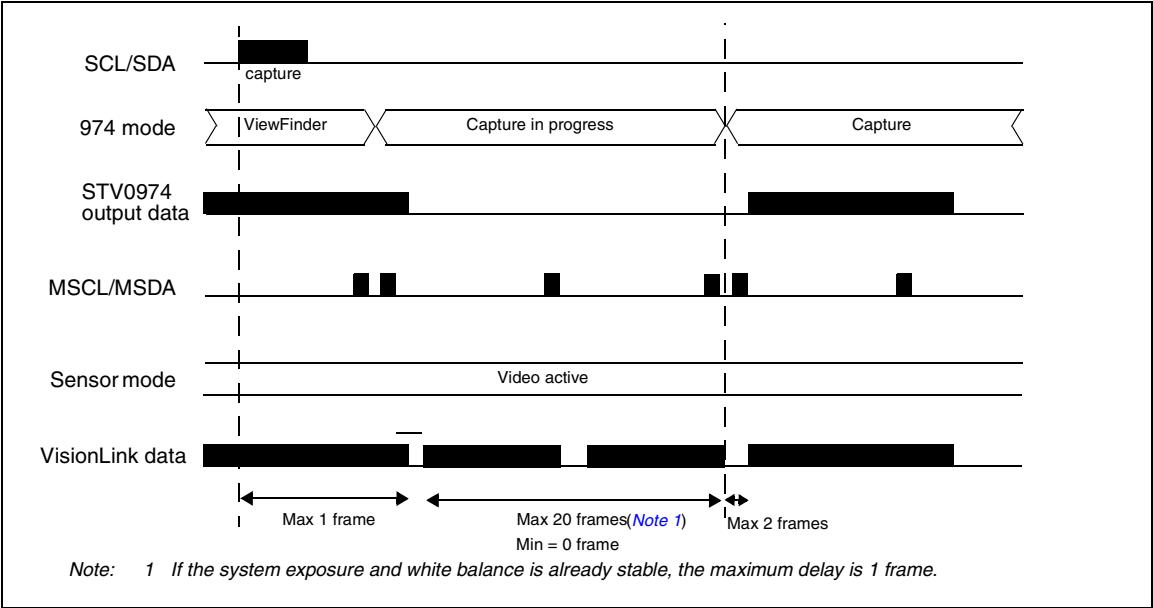 SCL/SDA
capture
974 mode
ViewFinder
Capture in progress
Capture
STV0974
output data
MSCL/MSDA
Sensor mode
Video active
VisionLink data
Max 1 frame
Max 20 frames(Note 1)
Min = 0 frame
Max 2 frames
Note: 1 If the system exposure and white balance is already stable, the maximum delay is 1 frame.